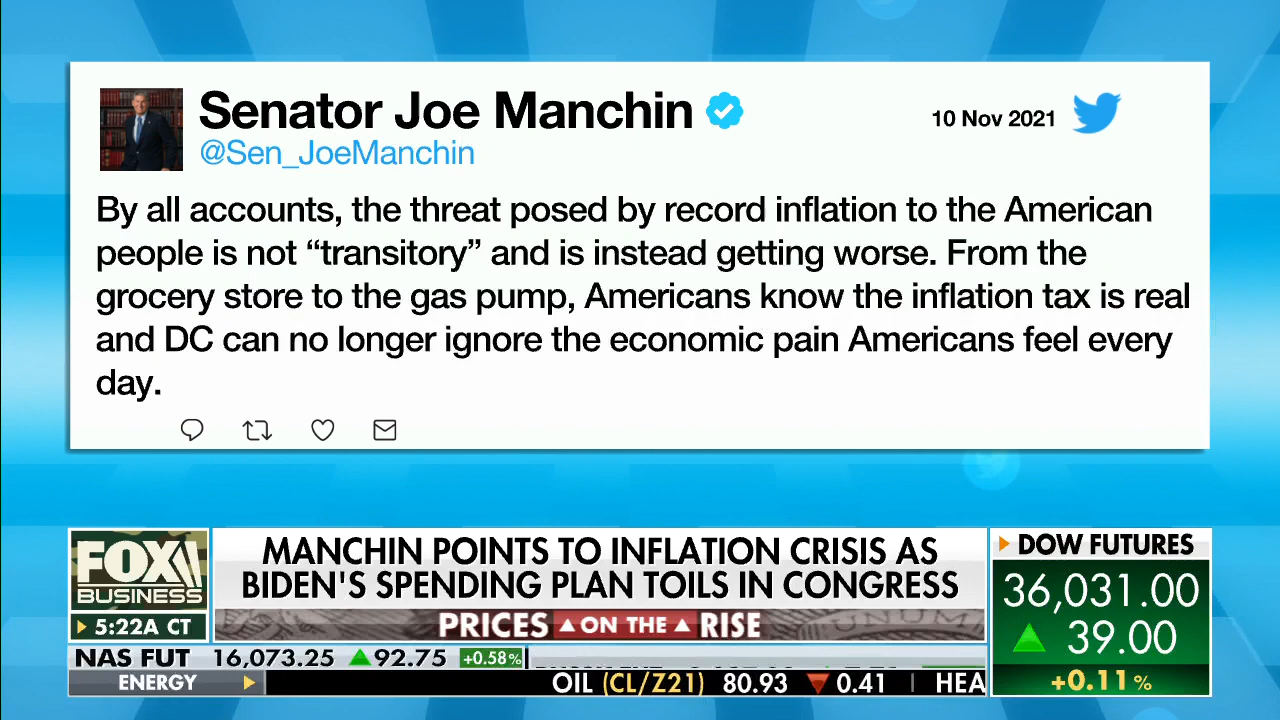 Senator Joe Manchin
@Sen_JoeManchin
10 Nov 2021
By all accounts, the threat posed by record inflation to the American
people is not “transitory” and is instead getting worse. From the
grocery store to the gas pump, Americans know the inflation tax is real
and DC can no longer ignore the economic pain Americans feel every
day.
FOX
BUSINESS
5:22A CT
MANCHIN POINTS TO INFLATION CRISIS AS
BIDEN'S SPENDING PLAN TOILS IN CONGRESS
PRICES ▲ ON THE ▲ RISE
DOW FUTURES
36,031.00
▲ 39.00
+0.11%
NAS FUT 16,073.25 ▲92.75 +0.58%
ENERGY
OIL (CL/Z21) 80.93 ▼ 0.41 | HEA